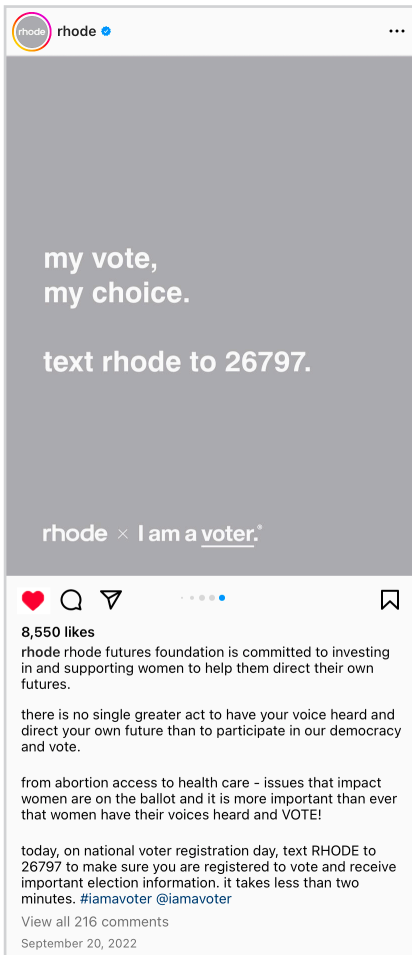 rhode
rhode
my vote,
my choice.
text rhode to 26797.
rhode × I am a voter.®
8,550 likes
rhode rhode futures foundation is committed to investing
in and supporting women to help them direct their own
futures.
there is no single greater act to have your voice heard and
direct your own future than to participate in our democracy
and vote.
from abortion access to health care - issues that impact
women are on the ballot and it is more important than ever
that women have their voices heard and VOTE!
today, on national voter registration day, text RHODE to
26797 to make sure you are registered to vote and receive
important election information. it takes less than two
minutes. #iamavoter @iamavoter
View all 216 comments
September 20, 2022